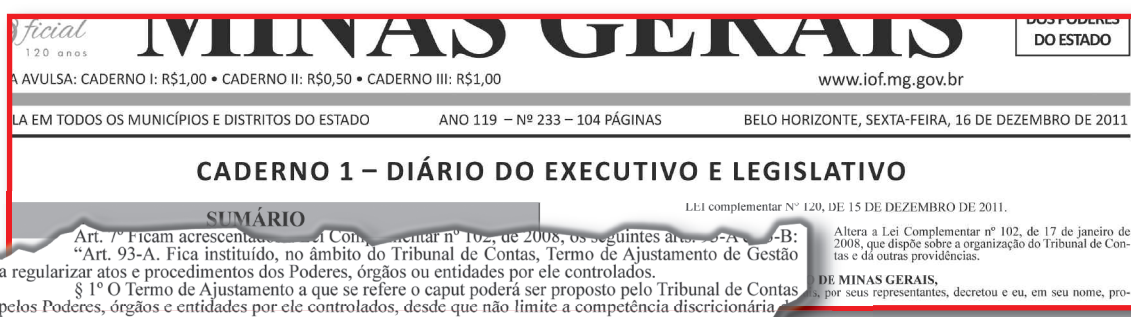 ficial
120 anos
MINAS GERAIS
DOS PODERES
DO ESTADO
A AVULSA: CADERNO I: R$1,00 • CADERNO II: R$0,50 • CADERNO III: R$1,00
www.iof.mg.gov.br
LA EM TODOS OS MUNICÍPIOS E DISTRITOS DO ESTADO
ANO 119 – Nº 233 – 104 PÁGINAS
BELO HORIZONTE, SEXTA-FEIRA, 16 DE DEZEMBRO DE 2011
CADERNO 1 – DIÁRIO DO EXECUTIVO E LEGISLATIVO
SUMÁRIO
LEI complementar Nº 120, DE 15 DE DEZEMBRO DE 2011.
Altera a Lei Complementar nº 102, de 17 de janeiro de
2008, que dispõe sobre a organização do Tribunal de Con-
tas e dá outras providências.
DE MINAS GERAIS,
, por seus representantes, decretou e eu, em seu nome, pro-
Art. 7º Ficam nº 102, de 2008, os seguintes
“Art. 93-A. Fica instituído, no âmbito do Tribunal de Contas, Termo de Ajustamento de Gestão
a regularizar atos e procedimentos dos Poderes, órgãos ou entidades por ele controlados.
§ 1º O Termo de Ajustamento a que se refere o caput poderá ser proposto pelo Tribunal de Contas
pelos Poderes, órgãos e entidades por ele controlados, desde que não limite a competência discricionária